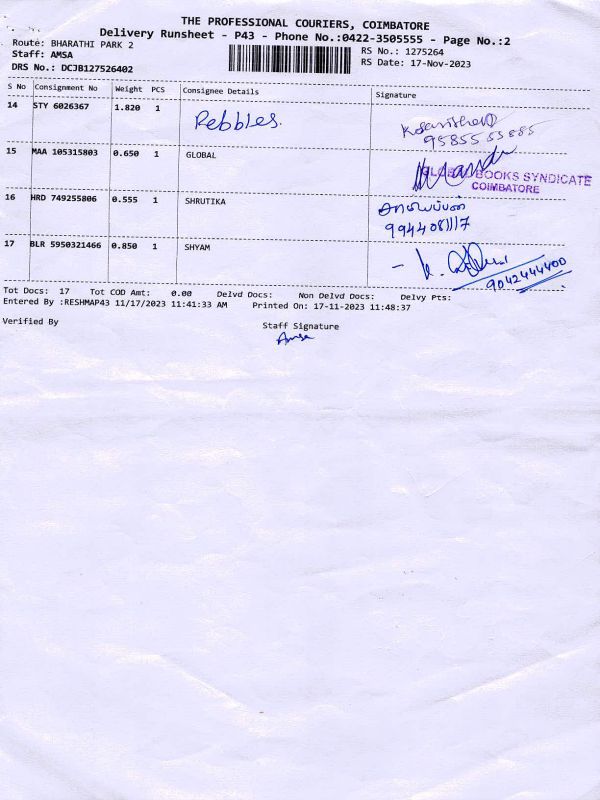 THE PROFESSIONAL COURIERS, COIMBATORE
Delivery Runsheet - P43 - Phone No.:0422-3505555 - Page No.:2
Route: BHARATHI PARK 2 RS No.: 1275264
Staff: AMSA RS Date: 17-Nov-2023
DRS No.: DCJB127526402
S No Consignment No Weight PCS Consignee Details Signature
14 STY 6026367 1.820 1 Pebbles.
9585555885
15 MAA 105315803 0.650 1 GLOBAL
BOOKS SYNDICATE
COIMBATORE
16 HRD 749255806 0.555 1 SHRUTIKA
9944081117
17 BLR 5950321466 0.850 1 SHYAM
9042444400
Tot Docs: 17 Tot COD Amt: 0.00 Delvd Docs: Non Delvd Docs: Delvy Pts:
Entered By :RESHMAP43 11/17/2023 11:41:33 AM Printed On: 17-11-2023 11:48:37
Verified By Staff Signature
Amsa